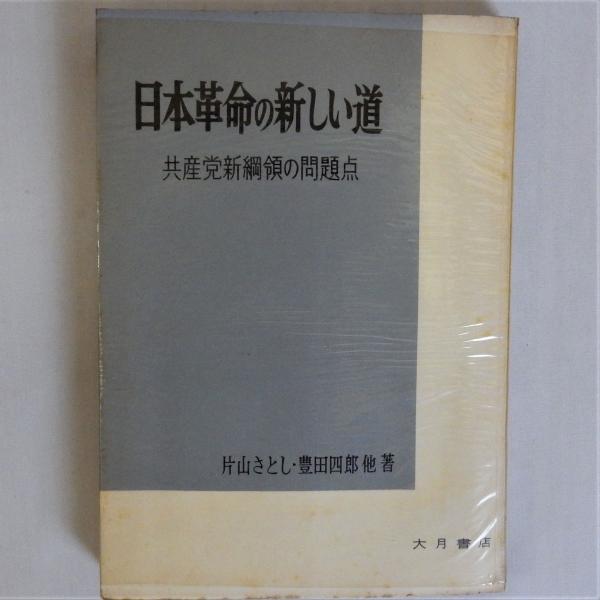 日本革命の新しい道
共産党新綱領の問題点
片山さとし・豊田四郎他著
大月書店